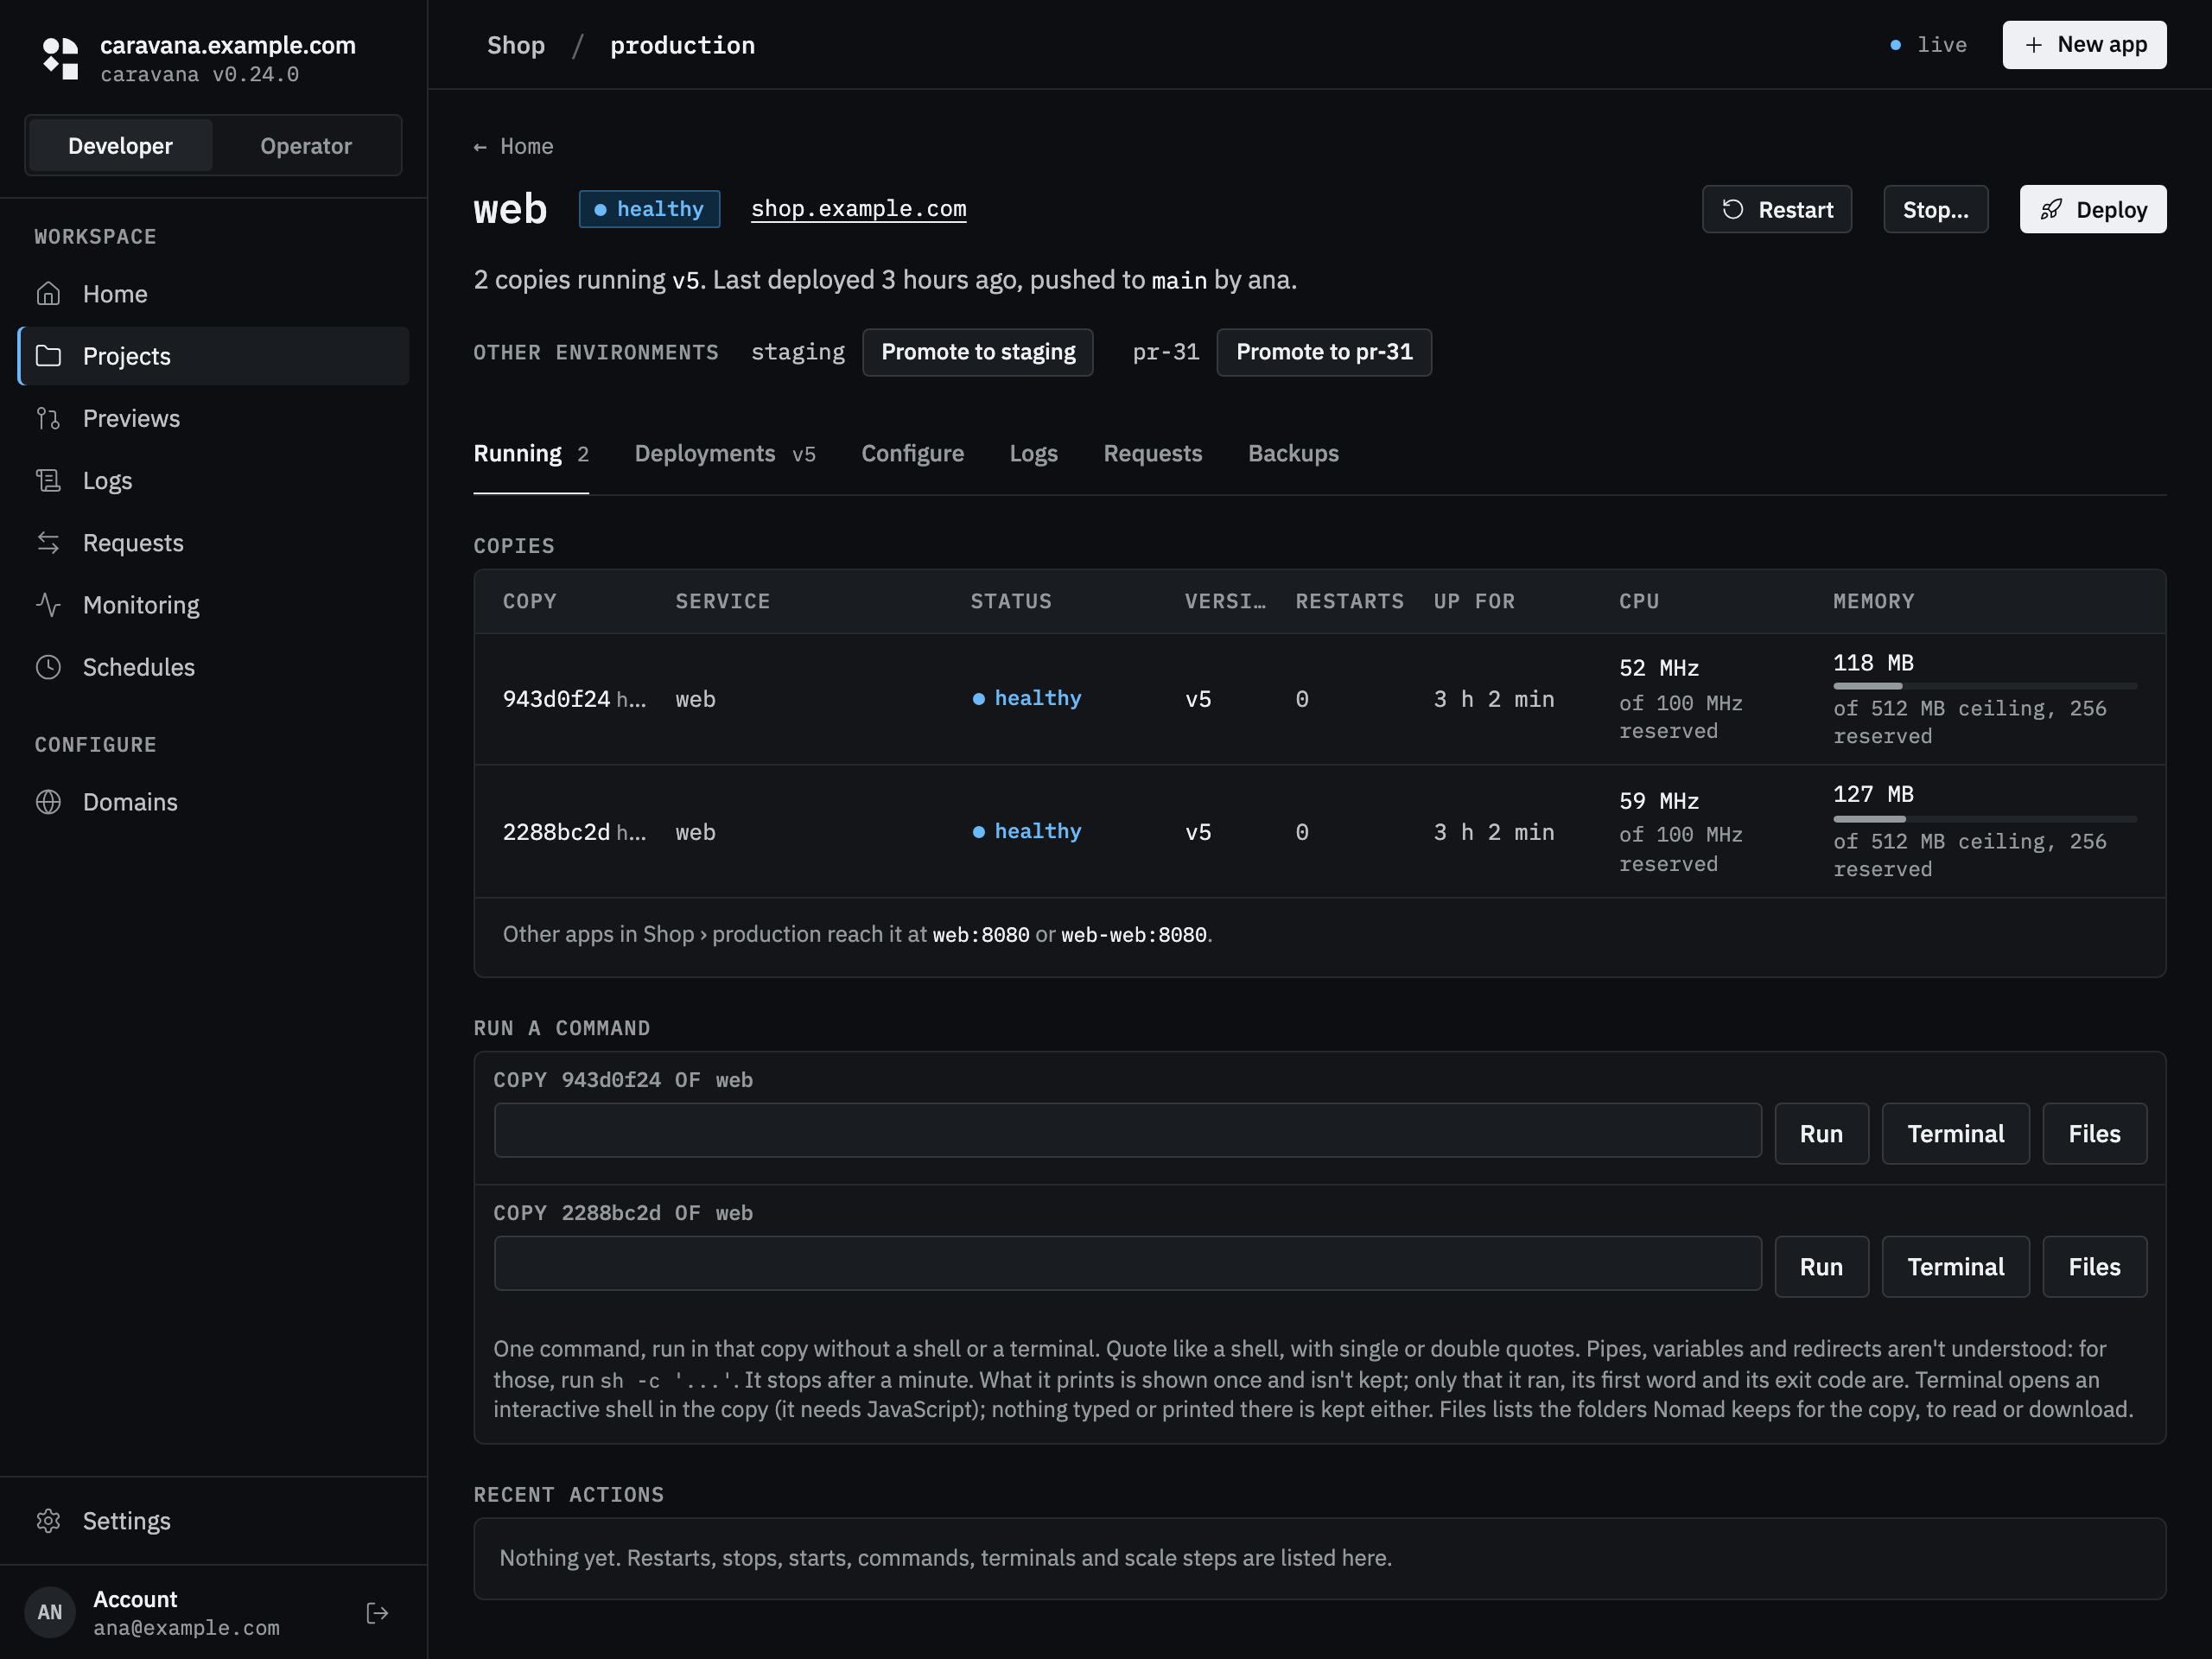 caravana.example.com
caravana v0.24.0
Developer
Operator
WORKSPACE
Home
Projects
Previews
Logs
Requests
Monitoring
Schedules
CONFIGURE
Domains
Settings
AN
Account
ana@example.com
Shop / production
live
+ New app
← Home
web
healthy
shop.example.com
Restart
Stop...
Deploy
2 copies running v5. Last deployed 3 hours ago, pushed to main by ana.
OTHER ENVIRONMENTS staging Promote to staging pr-31 Promote to pr-31
Running 2 Deployments v5 Configure Logs Requests Backups
COPIES
COPY SERVICE STATUS VERSI... RESTARTS UP FOR CPU MEMORY
943d0f24 h... web healthy v5 0 3 h 2 min
52 MHz
of 100 MHz
reserved
118 MB
of 512 MB ceiling, 256
reserved
2288bc2d h... web healthy v5 0 3 h 2 min
59 MHz
of 100 MHz
reserved
127 MB
of 512 MB ceiling, 256
reserved
Other apps in Shop › production reach it at web:8080 or web-web:8080.
RUN A COMMAND
COPY 943d0f24 OF web
Run Terminal Files
COPY 2288bc2d OF web
Run Terminal Files
One command, run in that copy without a shell or a terminal. Quote like a shell, with single or double quotes. Pipes, variables and redirects aren't understood: for
those, run sh -c '...'. It stops after a minute. What it prints is shown once and isn't kept; only that it ran, its first word and its exit code are. Terminal opens an
interactive shell in the copy (it needs JavaScript); nothing typed or printed there is kept either. Files lists the folders Nomad keeps for the copy, to read or download.
RECENT ACTIONS
Nothing yet. Restarts, stops, starts, commands, terminals and scale steps are listed here.